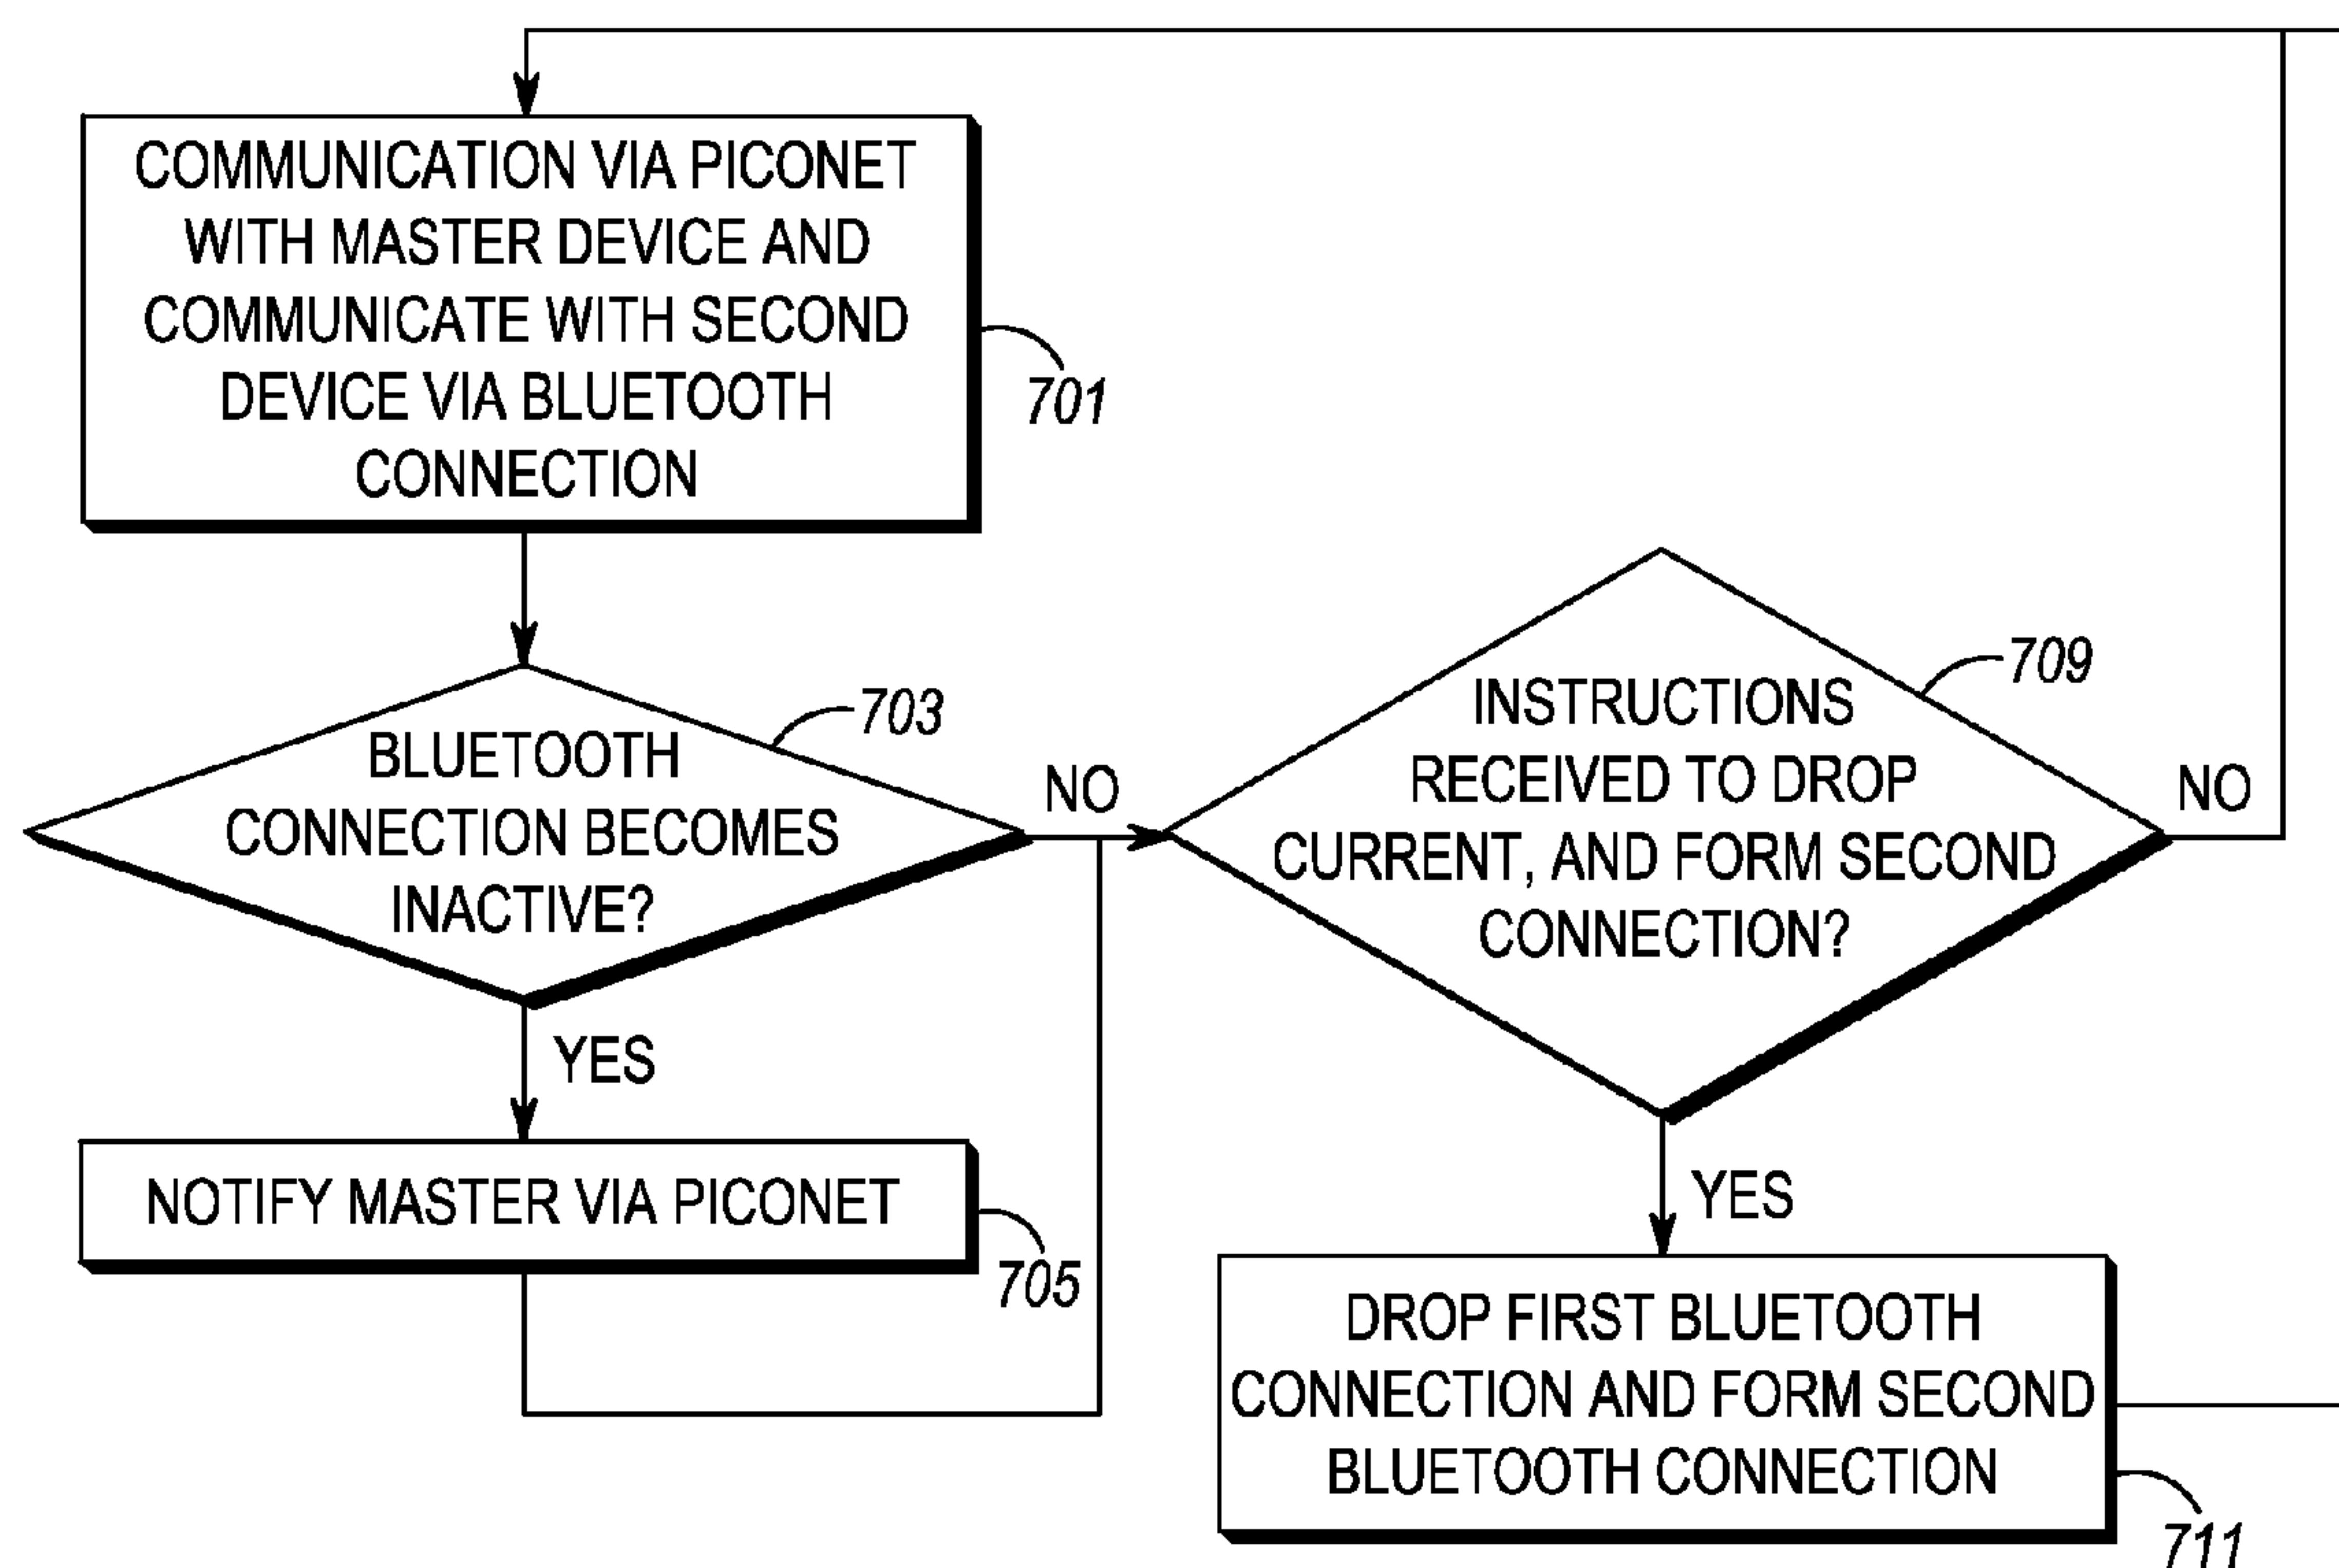 COMMUNICATION VIA PICONET
WITH MASTER DEVICE AND
COMMUNICATE WITH SECOND
DEVICE VIA BLUETOOTH
CONNECTION
701
BLUETOOTH
CONNECTION BECOMES
INACTIVE?
703
NO
YES
NOTIFY MASTER VIA PICONET
705
INSTRUCTIONS
RECEIVED TO DROP
CURRENT, AND FORM SECOND
CONNECTION?
709
NO
YES
DROP FIRST BLUETOOTH
CONNECTION AND FORM SECOND
BLUETOOTH CONNECTION
711